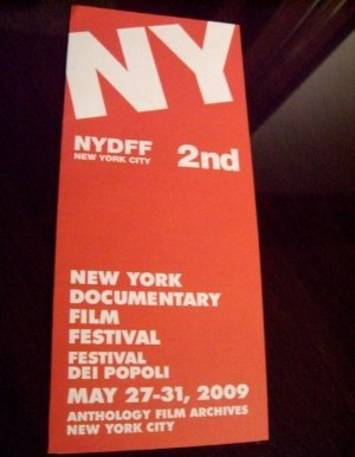 NY
NYDFF
NEW YORK CITY
2nd
NEW YORK
DOCUMENTARY
FILM
FESTIVAL
FESTIVAL
DEI POPOLI
MAY 27-31, 2009
ANTHOLOGY FILM ARCHIVES
NEW YORK CITY